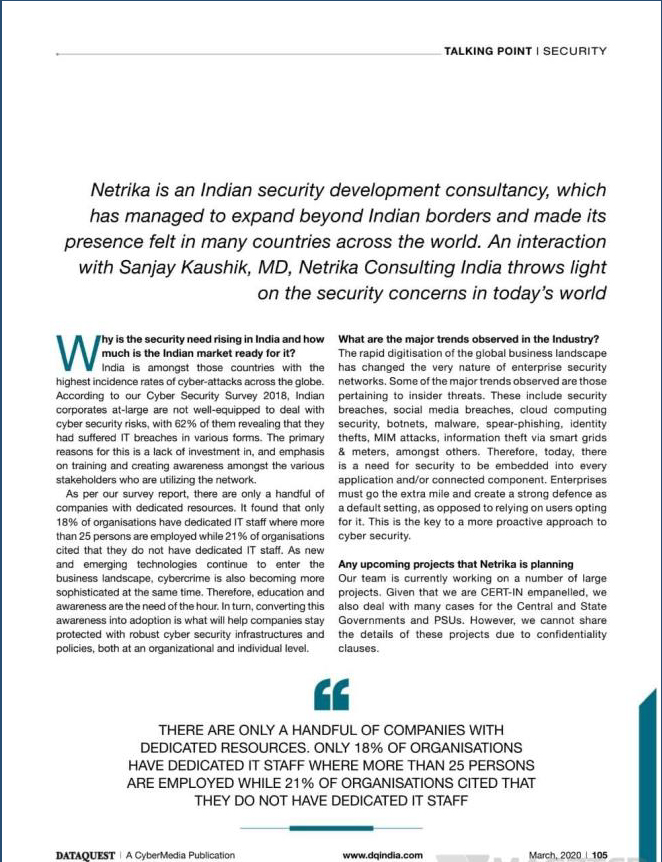 TALKING POINT | SECURITY
Netrika is an Indian security development consultancy, which
has managed to expand beyond Indian borders and made its
presence felt in many countries across the world. An interaction
with Sanjay Kaushik, MD, Netrika Consulting India throws light
on the security concerns in today's world
Why is the security need rising in India and how
much is the Indian market ready for it?
India is amongst those countries with the
highest incidence rates of cyber-attacks across the globe.
According to our Cyber Security Survey 2018, Indian
corporates at-large are not well-equipped to deal with
cyber security risks, with 62% of them revealing that they
had suffered IT breaches in various forms. The primary
reasons for this is a lack of investment in, and emphasis
on training and creating awareness amongst the various
stakeholders who are utilizing the network.
As per our survey report, there are only a handful of
companies with dedicated resources. It found that only
18% of organisations have dedicated IT staff where more
than 25 persons are employed while 21% of organisations
cited that they do not have dedicated IT staff. As new
and emerging technologies continue to enter the
business landscape, cybercrime is also becoming more
sophisticated at the same time. Therefore, education and
awareness are the need of the hour. In turn, converting this
awareness into adoption is what will help companies stay
protected with robust cyber security infrastructures and
policies, both at an organizational and individual level.
What are the major trends observed in the Industry?
The rapid digitisation of the global business landscape
has changed the very nature of enterprise security
networks. Some of the major trends observed are those
pertaining to insider threats. These include security
breaches, social media breaches, cloud computing
security, botnets, malware, spear-phishing, identity
thefts, MIM attacks, information theft via smart grids
& meters, amongst others. Therefore, today, there
is a need for security to be embedded into every
application and/or connected component. Enterprises
must go the extra mile and create a strong defence as
a default setting, as opposed to relying on users opting
for it. This is the key to a more proactive approach to
cyber security.
Any upcoming projects that Netrika is planning
Our team is currently working on a number of large
projects. Given that we are CERT-IN empanelled, we
also deal with many cases for the Central and State
Governments and PSUs. However, we cannot share
the details of these projects due to confidentiality
clauses.
THERE ARE ONLY A HANDFUL OF COMPANIES WITH
DEDICATED RESOURCES. ONLY 18% OF ORGANISATIONS
HAVE DEDICATED IT STAFF WHERE MORE THAN 25 PERSONS
ARE EMPLOYED WHILE 21% OF ORGANISATIONS CITED THAT
THEY DO NOT HAVE DEDICATED IT STAFF
DATAQUEST | A CyberMedia Publication
www.dqindia.com
March, 2020 | 105